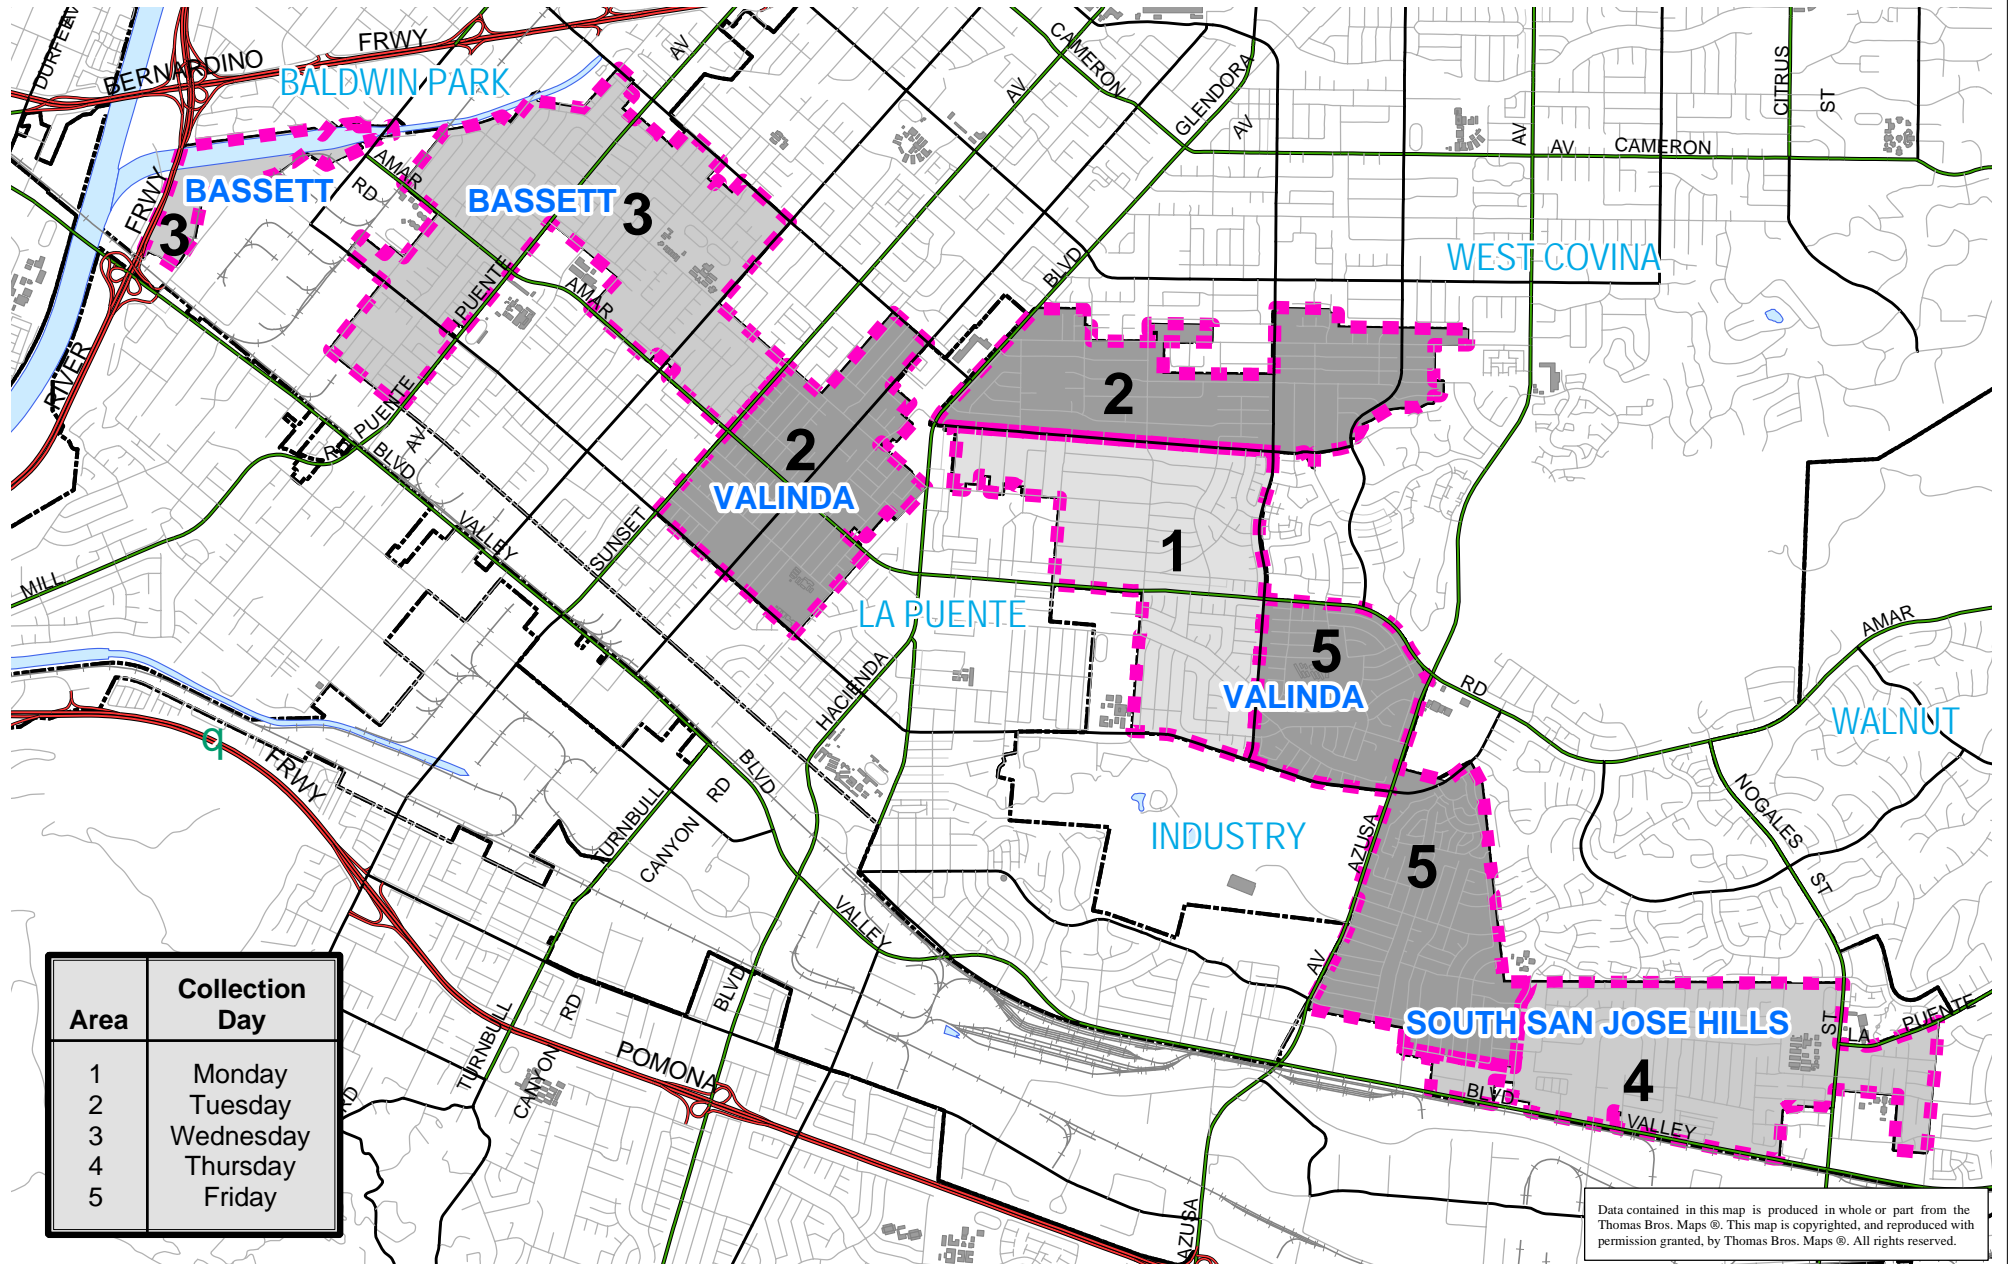 DURFEE
AV
BERNARDINO
FRWY
BALDWIN PARK
AV
CAMERON
AV
GLENDORA
AV
CITRUS
ST
AV
AV
CAMERON
AMAR
RD
BASSETT
BASSETT
3
FRWY
3
WEST COVINA
BLVD
PUENTE
AMAR
RIVER
2
PUENTE
AV
RD
BLVD
2
VALINDA
VALLEY
SUNSET
1
MILL
LA PUENTE
AMAR
5
VALINDA
RD
HACIENDA
WALNUT
q
FRWY
BLVD
RD
TURNBULL
CANYON
INDUSTRY
AZUSA
5
NOGALES
ST
VALLEY
BLVD
AV
SOUTH SAN JOSE HILLS
ST
LA
PUENTE
4
TURNBULL
RD
CANYON
POMONA
BLVD
VALLEY
RD
AZUSA
Area
Collection
Day
1 Monday
2 Tuesday
3 Wednesday
4 Thursday
5 Friday
Data contained in this map is produced in whole or part from the
Thomas Bros. Maps ®. This map is copyrighted, and reproduced with
permission granted, by Thomas Bros. Maps ®. All rights reserved.